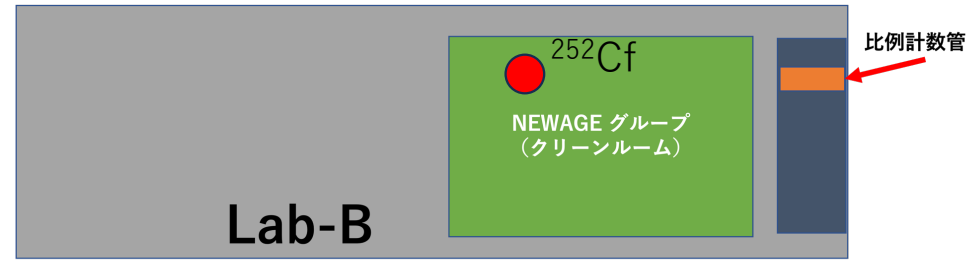 比例計数管
²⁵²Cf
NEWAGE グループ
（クリーンルーム）
Lab-B